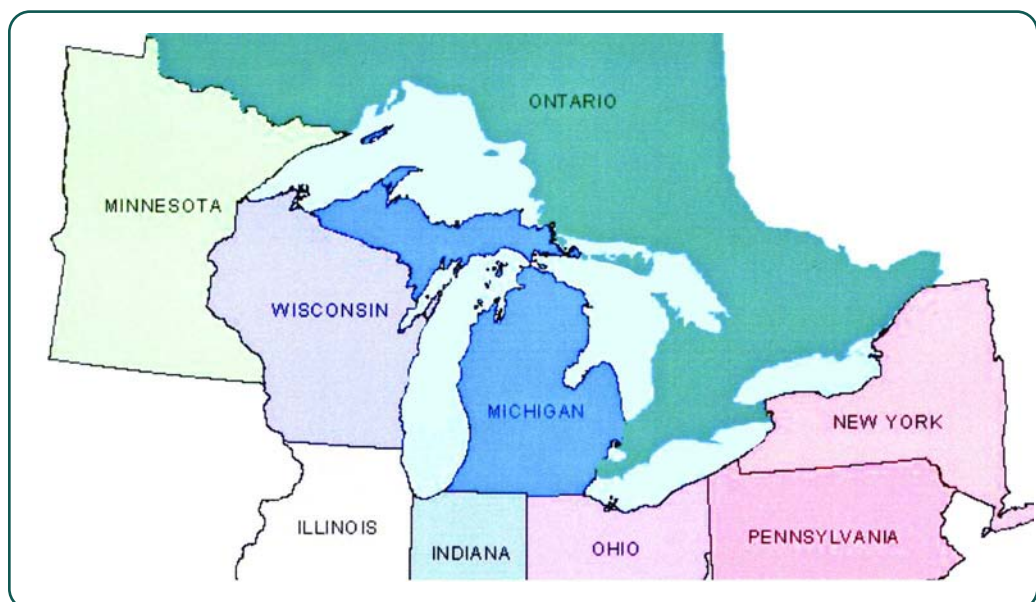 ONTARIO
MINNESOTA
WISCONSIN
MICHIGAN
NEW YORK
ILLINOIS
INDIANA
OHIO
PENNSYLVANIA